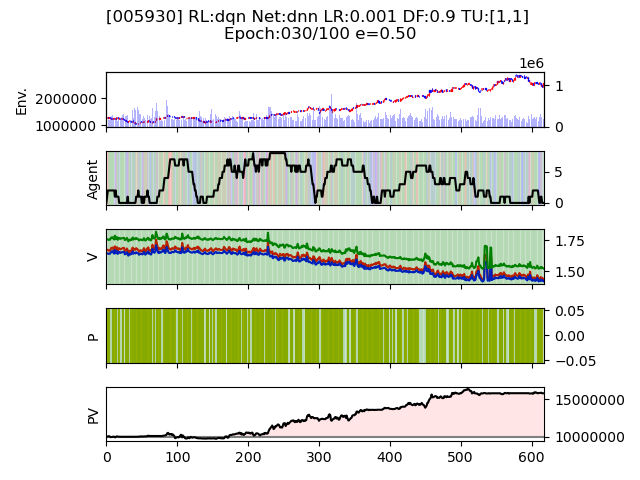 [005930] RL:dqn Net:dnn LR:0.001 DF:0.9 TU:[1,1]
Epoch:030/100 e=0.50
1e6
Env.
2000000
1000000
1
0
Agent
5
0
V
1.75
1.50
P
0.05
0.00
−0.05
PV
15000000
10000000
0 100 200 300 400 500 600